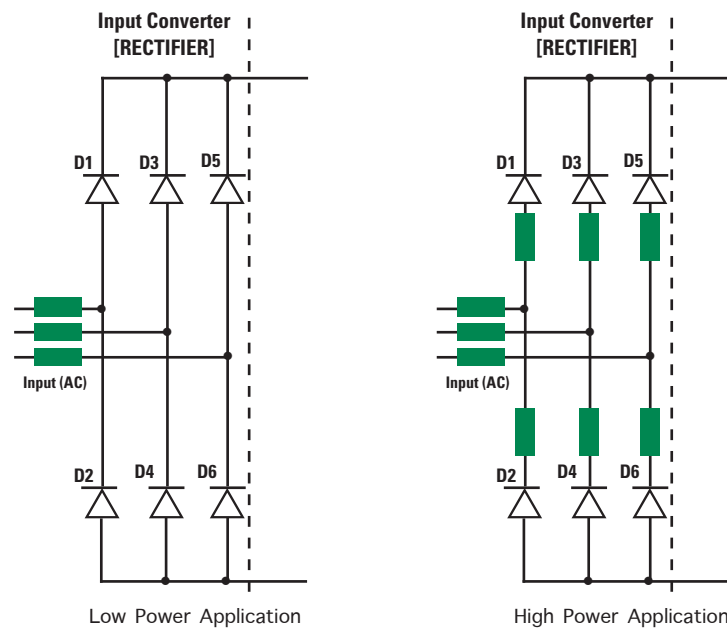 Input Converter
[RECTIFIER]
D1
D3
D5
Input (AC)
D2
D4
D6
Low Power Application
Input Converter
[RECTIFIER]
D1
D3
D5
Input (AC)
D2
D4
D6
High Power Application